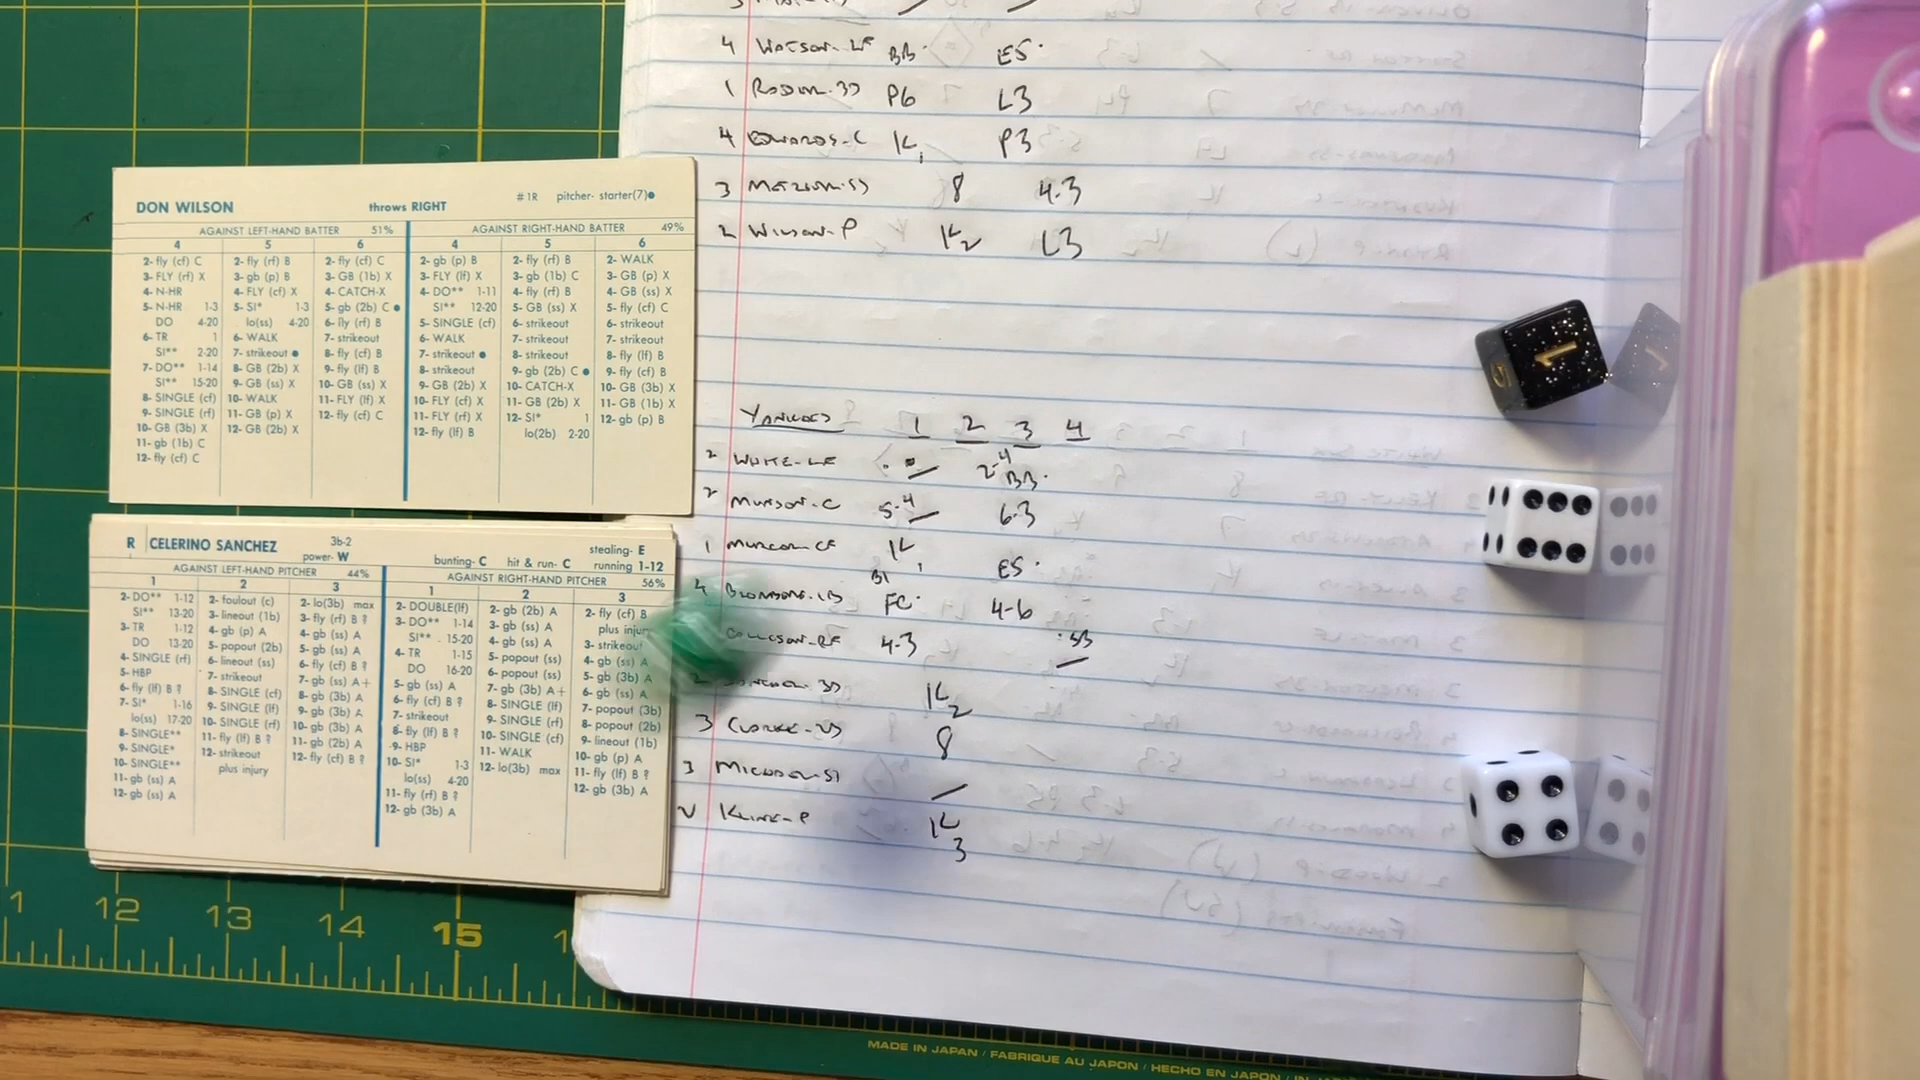 4 WATSON-LF BB· E5·
1 RADER-3B P6 L3
4 EDWARDS-C K1 P3
3 METZGER-SS 8 4-3
2 WILSON-P K2 L3
DON WILSON throws RIGHT #1R pitcher- starter(7)●
AGAINST LEFT-HAND BATTER 51% AGAINST RIGHT-HAND BATTER 49%
4 5 6 4 5 6
2- fly (cf) C 2- fly (rf) B 2- fly (cf) C 2- gb (p) B 2- fly (rf) B 2- WALK
3- FLY (lf) X 3- gb (p) B 3- GB (1b) X 3- FLY (lf) X 3- gb (1b) C 3- GB (p) X
4- N-HR 4- FLY (cf) X 4- CATCH-X 4- DO** 1-11 4- fly (rf) B 4- GB (ss) X
5- N-HR 1-3 5- SI* 1-3 5- gb (2b) C ● SI** 12-20 5- GB (ss) X 5- fly (cf) C
DO 4-20 lo(ss) 4-20 6- fly (rf) B 5- SINGLE (cf) 6- strikeout 6- strikeout
6- TR 1 6- WALK 7- strikeout 6- WALK 7- strikeout 7- strikeout
SI** 2-20 7- strikeout ● 8- fly (cf) B 7- strikeout ● 8- strikeout 8- fly (lf) B
7- DO** 1-14 8- GB (2b) X 9- fly (lf) B 8- strikeout 9- gb (2b) C ● 9- fly (cf) B
SI** 15-20 9- GB (ss) X 10- GB (ss) X 9- GB (2b) X 10- CATCH-X 10- GB (3b) X
8- SINGLE (cf) 10- WALK 11- FLY (lf) X 10- FLY (cf) X 11- GB (2b) X 11- GB (1b) X
9- SINGLE (rf) 11- GB (p) X 12- fly (cf) C 11- FLY (rf) X 12- SI* 1 12- gb (p) B
10- GB (3b) X 12- GB (2b) X 12- fly (lf) B lo(2b) 2-20
11- gb (1b) C
12- fly (cf) C
YANKEES 1 2 3 4
2 WHITE-LF 2-4 BB·
2 MUNSON-C 5-4 6-3
1 MURCER-CF K1 E5·
4 BLOMBERG-1B BI FC· 4-6
CALLISON-RF 4-3 ·SB
SANCHEZ-3B K2
3 CLARKE-2B 8
3 MICHAEL-SS
2 KLINE-P K3
R CELERINO SANCHEZ 3b-2 power- W bunting- C hit & run- C stealing- E running 1-12
AGAINST LEFT-HAND PITCHER 44% AGAINST RIGHT-HAND PITCHER 56%
1 2 3 1 2 3
2- DO** 1-12 2- foulout (c) 2- lo(3b) max 2- DOUBLE(lf) 2- gb (2b) A 2- fly (cf) B
SI** 13-20 3- lineout (1b) 3- fly (rf) B ? 3- DO** 1-14 3- gb (ss) A plus
3- TR 1-12 4- gb (p) A 4- gb (ss) A SI** 15-20 4- gb (ss) A 3-
DO 13-20 5- popout (2b) 5- gb (ss) A 4- TR 1-15 5- popout (ss) 4- gb (ss) A
4- SINGLE (rf) 6- lineout (ss) 6- fly (cf) B ? DO 16-20 6- popout (ss) 5- gb (3b) A
5- HBP 7- strikeout 7- gb (ss) A+ 5- gb (ss) A 7- gb (3b) A+ 6- gb (ss) A
6- fly (lf) B ? 8- SINGLE (cf) 8- gb (3b) A 6- fly (cf) B ? 8- SINGLE (lf) 7- popout (3b)
7- SI* 1-16 9- SINGLE (lf) 9- gb (3b) A 7- strikeout 9- SINGLE (rf) 8- popout (2b)
lo(ss) 17-20 10- SINGLE (rf) 10- gb (3b) A 8- fly (lf) B ? 10- SINGLE (cf) 9- lineout (1b)
8- SINGLE** 11- fly (lf) B ? 11- gb (2b) A 9- HBP 11- WALK 10- gb (p) A
9- SINGLE* 12- strikeout 12- fly (cf) B ? 10- SI* 1-3 12- lo(3b) max 11- fly (lf) B ?
10- SINGLE** plus injury lo(ss) 4-20 12- gb (3b) A
11- gb (ss) A 11- fly (rf) B ?
12- gb (ss) A 12- gb (3b) A
1
12 13 14 15
MADE IN JAPAN / FABRIQUE AU JAPON / HECHO EN JAPON /